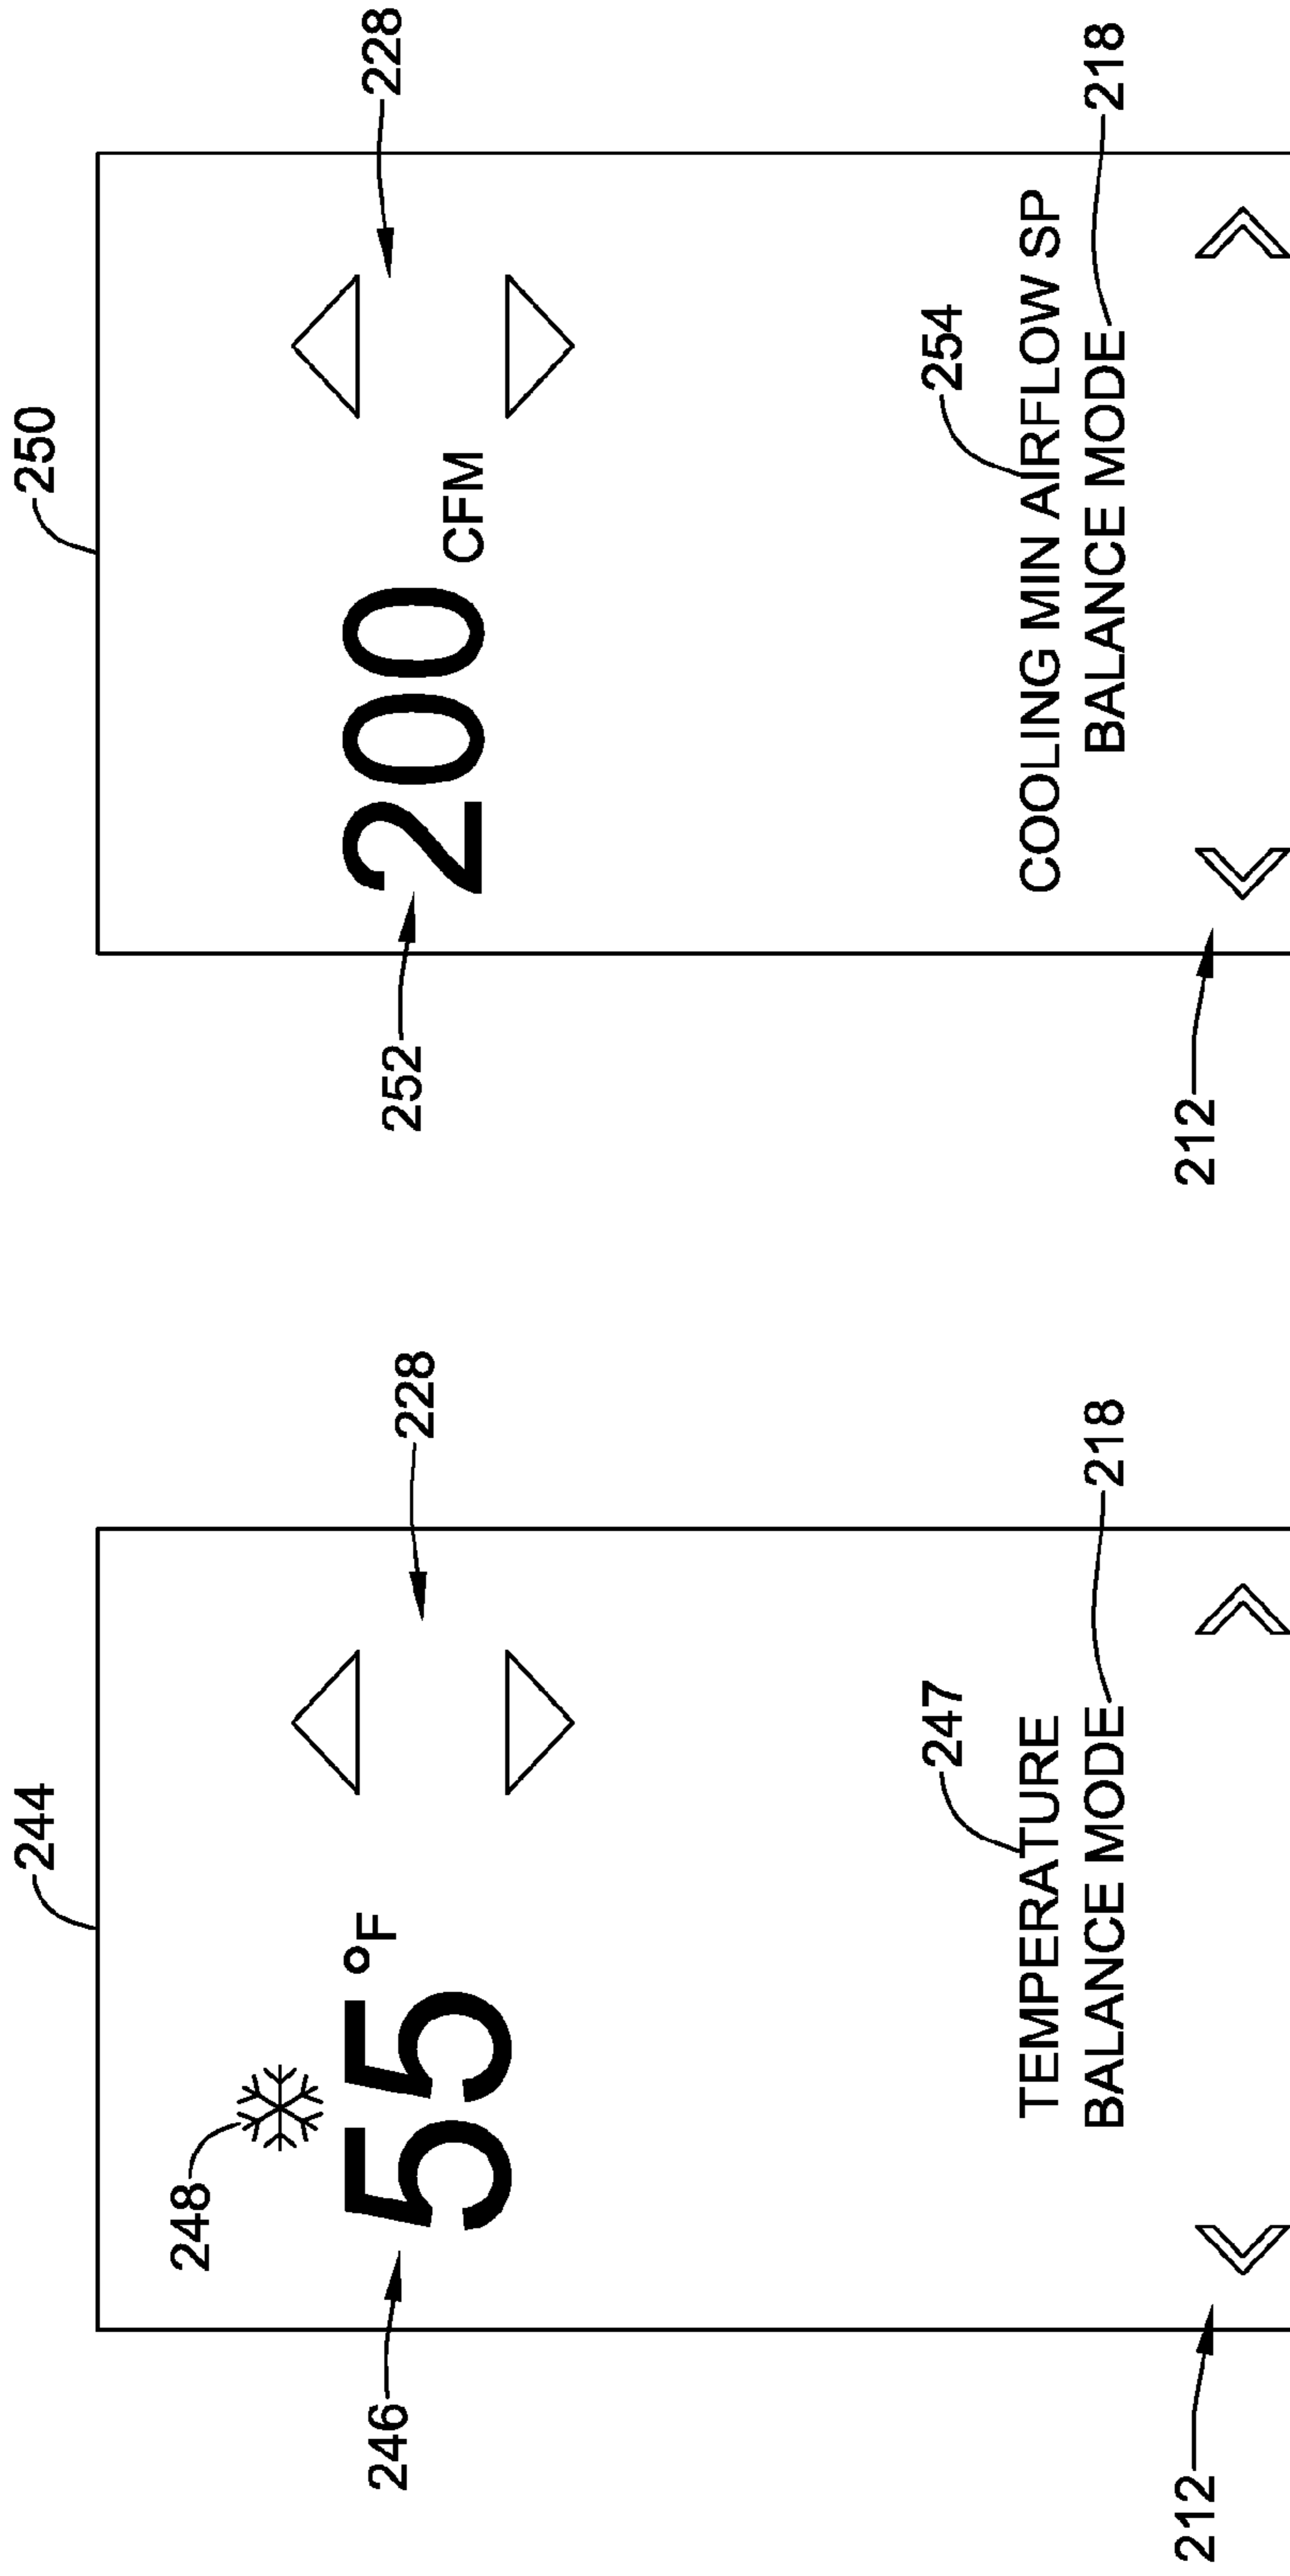 244
248
246
55 °F
228
247
TEMPERATURE
BALANCE MODE
218
212
250
252
200 CFM
228
254
COOLING MIN AIRFLOW SP
BALANCE MODE
218
212